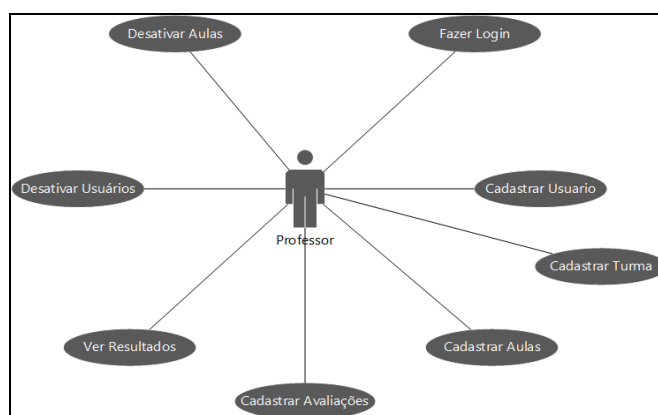 Desativar Aulas
Fazer Login
Desativar Usuários
Cadastrar Usuario
Professor
Cadastrar Turma
Ver Resultados
Cadastrar Aulas
Cadastrar Avaliações